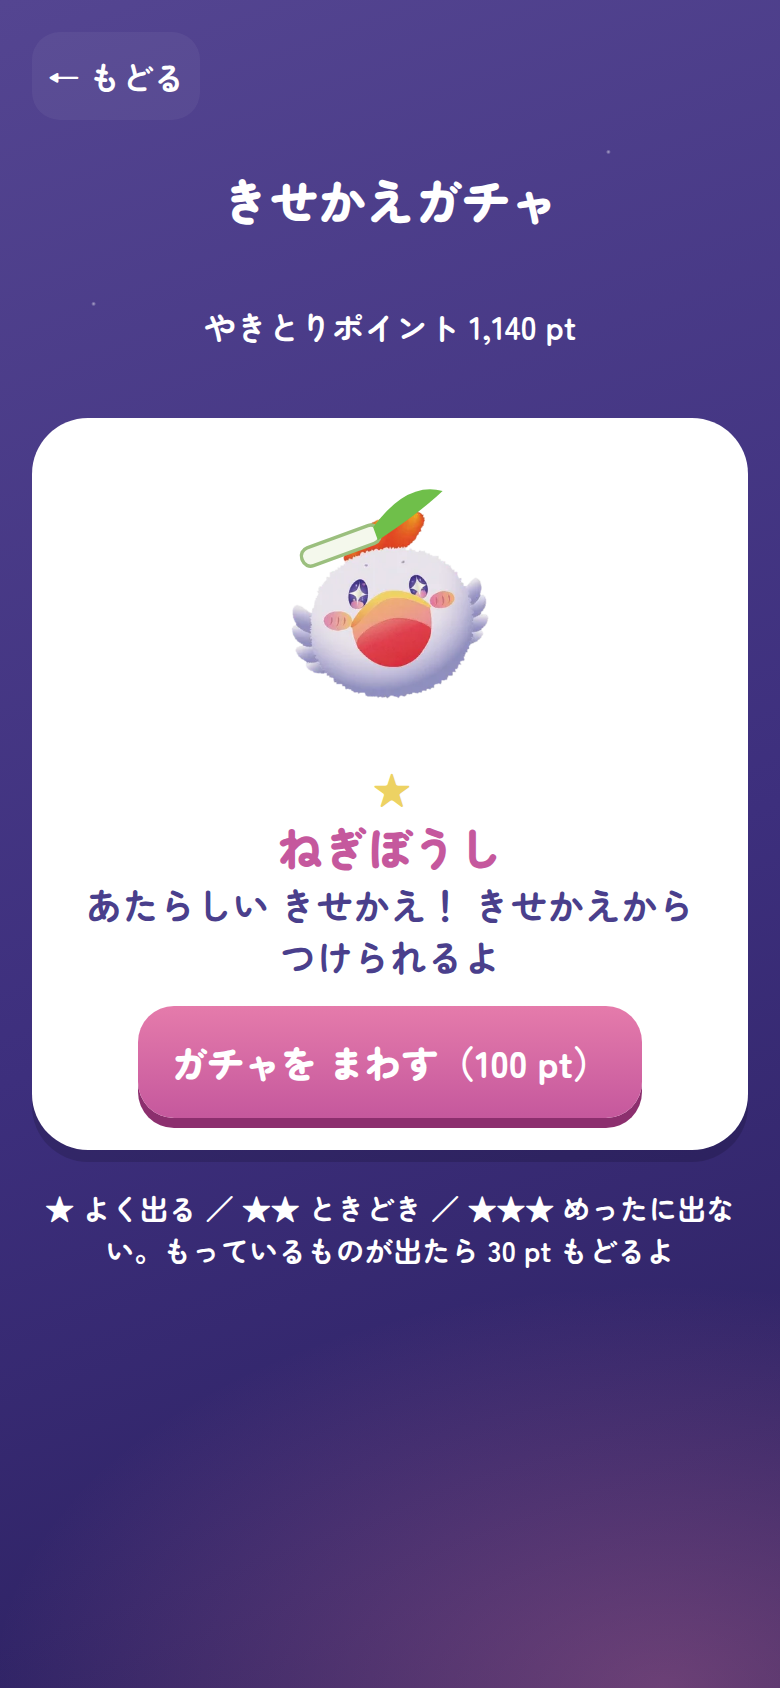 ← もどる
きせかえガチャ
やきとりポイント 1,140 pt
★
ねぎぼうし
あたらしい きせかえ！ きせかえから
つけられるよ
ガチャを まわす（100 pt）
★ よく出る ／ ★★ ときどき ／ ★★★ めったに出な
い。もっているものが出たら 30 pt もどるよ